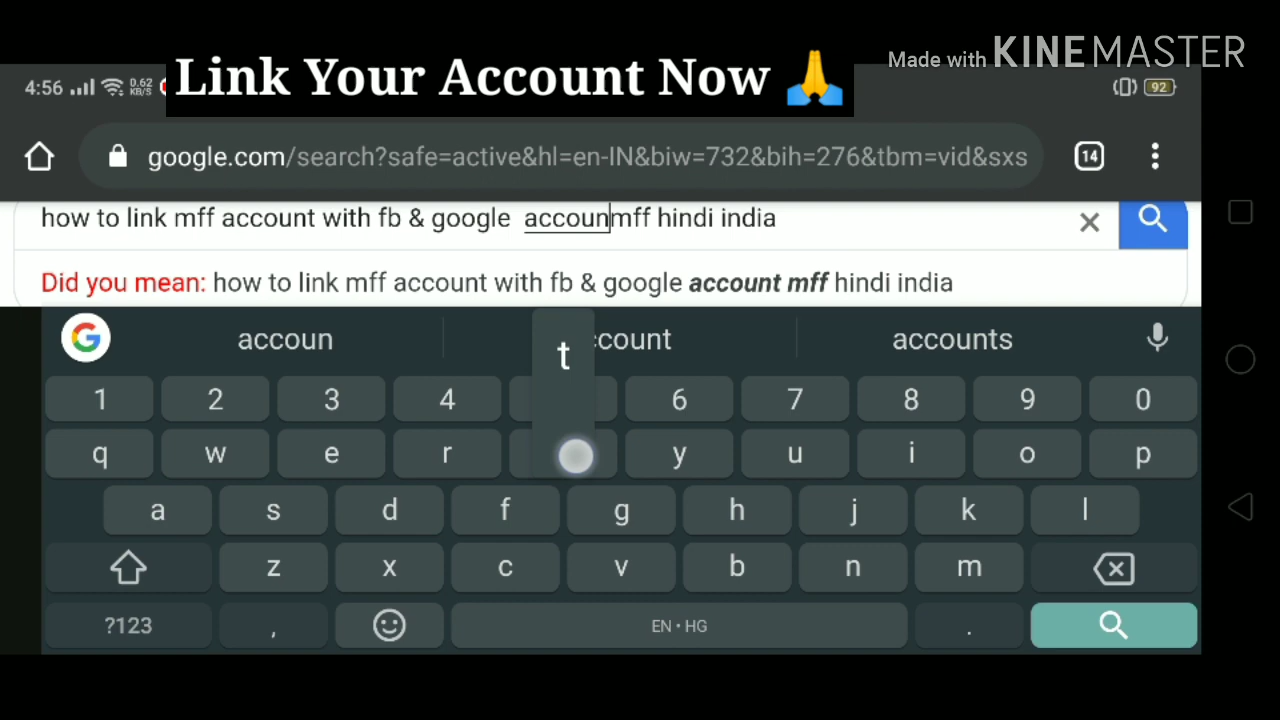 Made with KINEMASTER
Link Your Account Now 🙏
4:56 0.62 KB/S 92
google.com/search?safe=active&hl=en-IN&biw=732&bih=276&tbm=vid&sxs 14
how to link mff account with fb & google accounmff hindi india
Did you mean: how to link mff account with fb & google account mff hindi india
accoun ccount accounts
t
1 2 3 4 6 7 8 9 0
q w e r y u i o p
a s d f g h j k l
z x c v b n m
?123 , EN • HG .